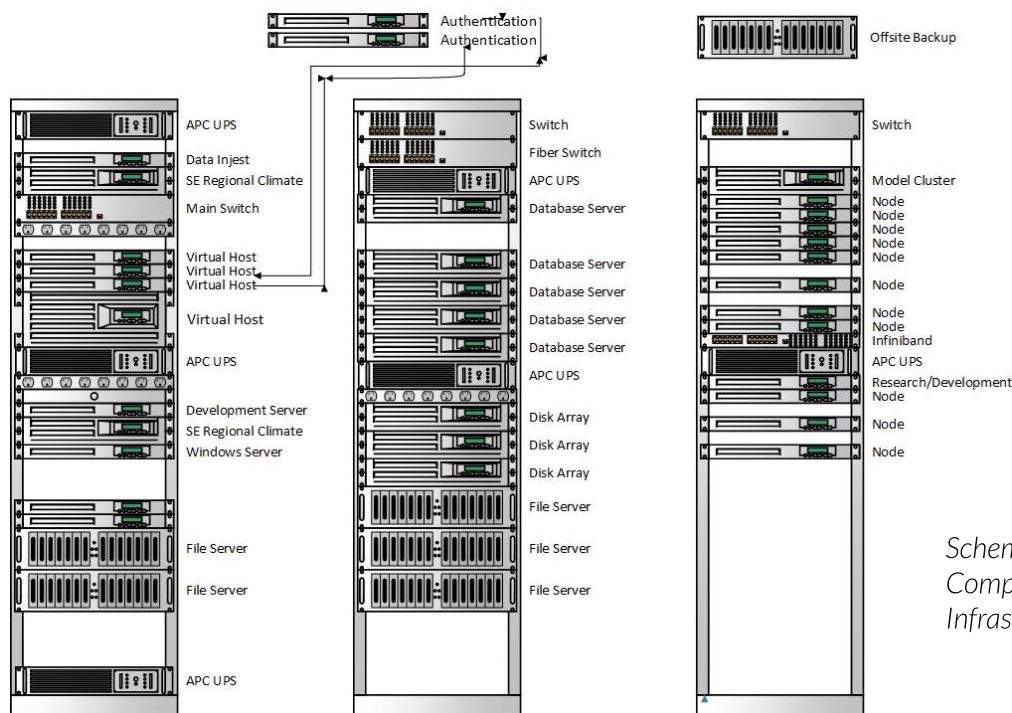 Authentication
Authentication
Offsite Backup
APC UPS
Data Injest
SE Regional Climate
Main Switch
Virtual Host
Virtual Host
Virtual Host
Virtual Host
APC UPS
Development Server
SE Regional Climate
Windows Server
File Server
File Server
APC UPS
Switch
Fiber Switch
APC UPS
Database Server
Database Server
Database Server
Database Server
Database Server
APC UPS
Disk Array
Disk Array
Disk Array
File Server
File Server
File Server
Switch
Model Cluster
Node
Node
Node
Node
Node
Node
Node
Node
Infiniband
APC UPS
Research/Development
Node
Node
Node
Schem
Comp
Infras